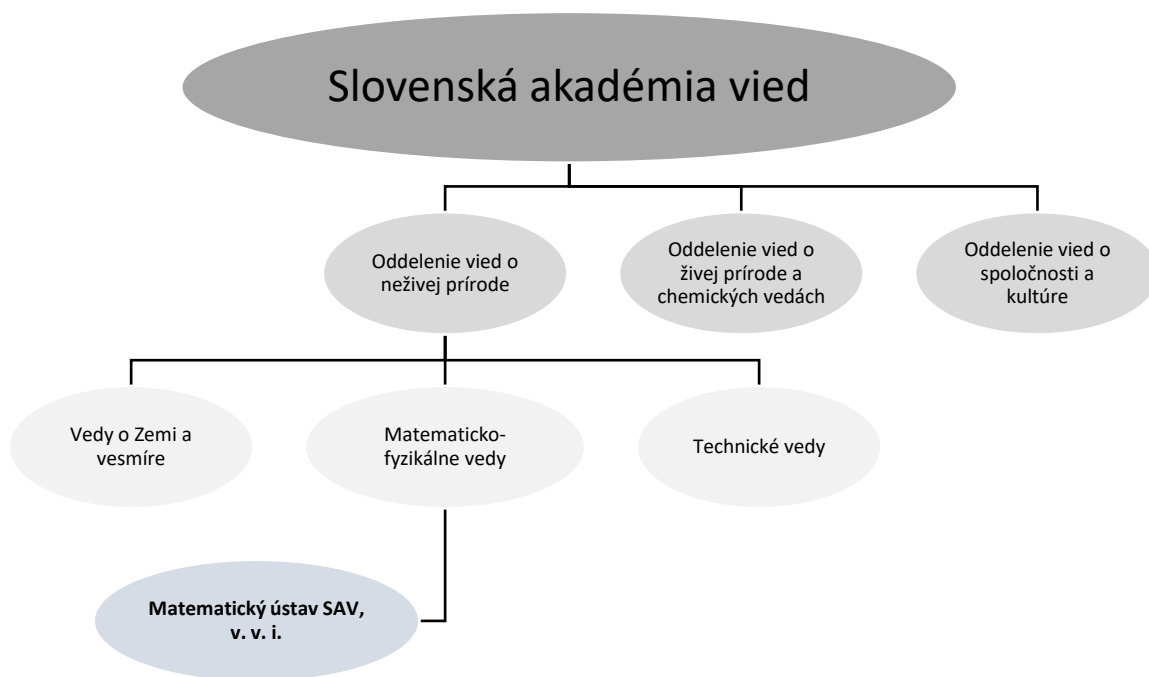 Slovenská akadémia vied
Oddelenie vied o
neživej prírode
Oddelenie vied o
živej prírode a
chemických vedách
Oddelenie vied o
spoločnosti a
kultúre
Vedy o Zemi a
vesmíre
Matematicko-
fyzikálne vedy
Technické vedy
Matematický ústav SAV,
v. v. i.